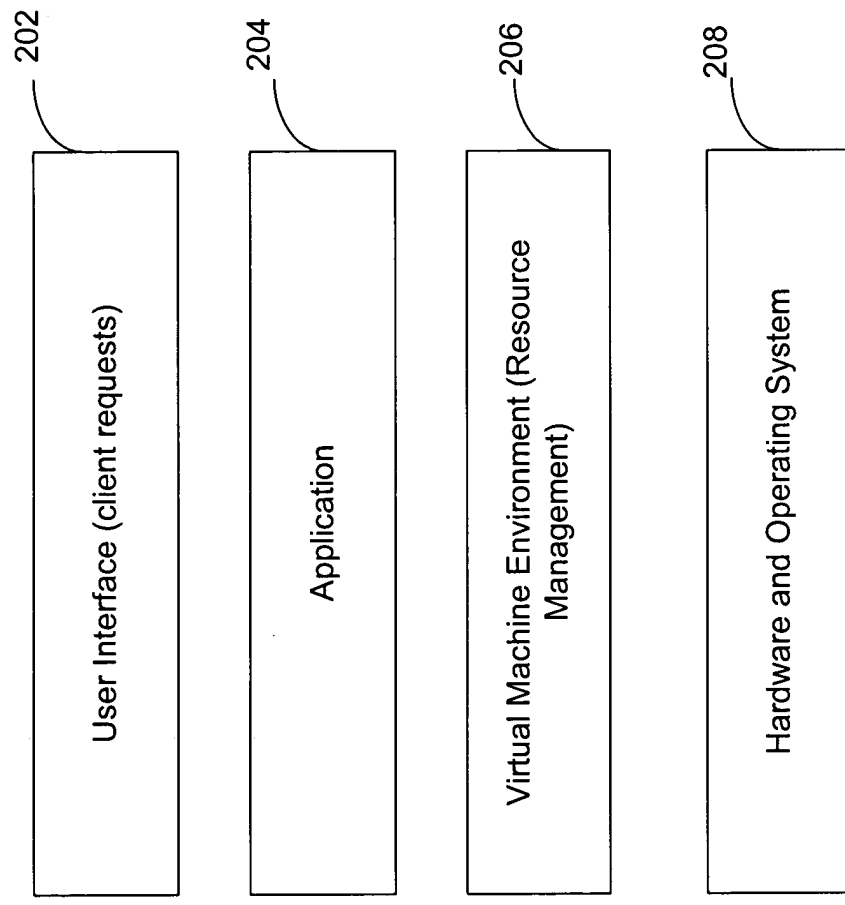 202
User Interface (client requests)
204
Application
206
Virtual Machine Environment (Resource
Management)
208
Hardware and Operating System